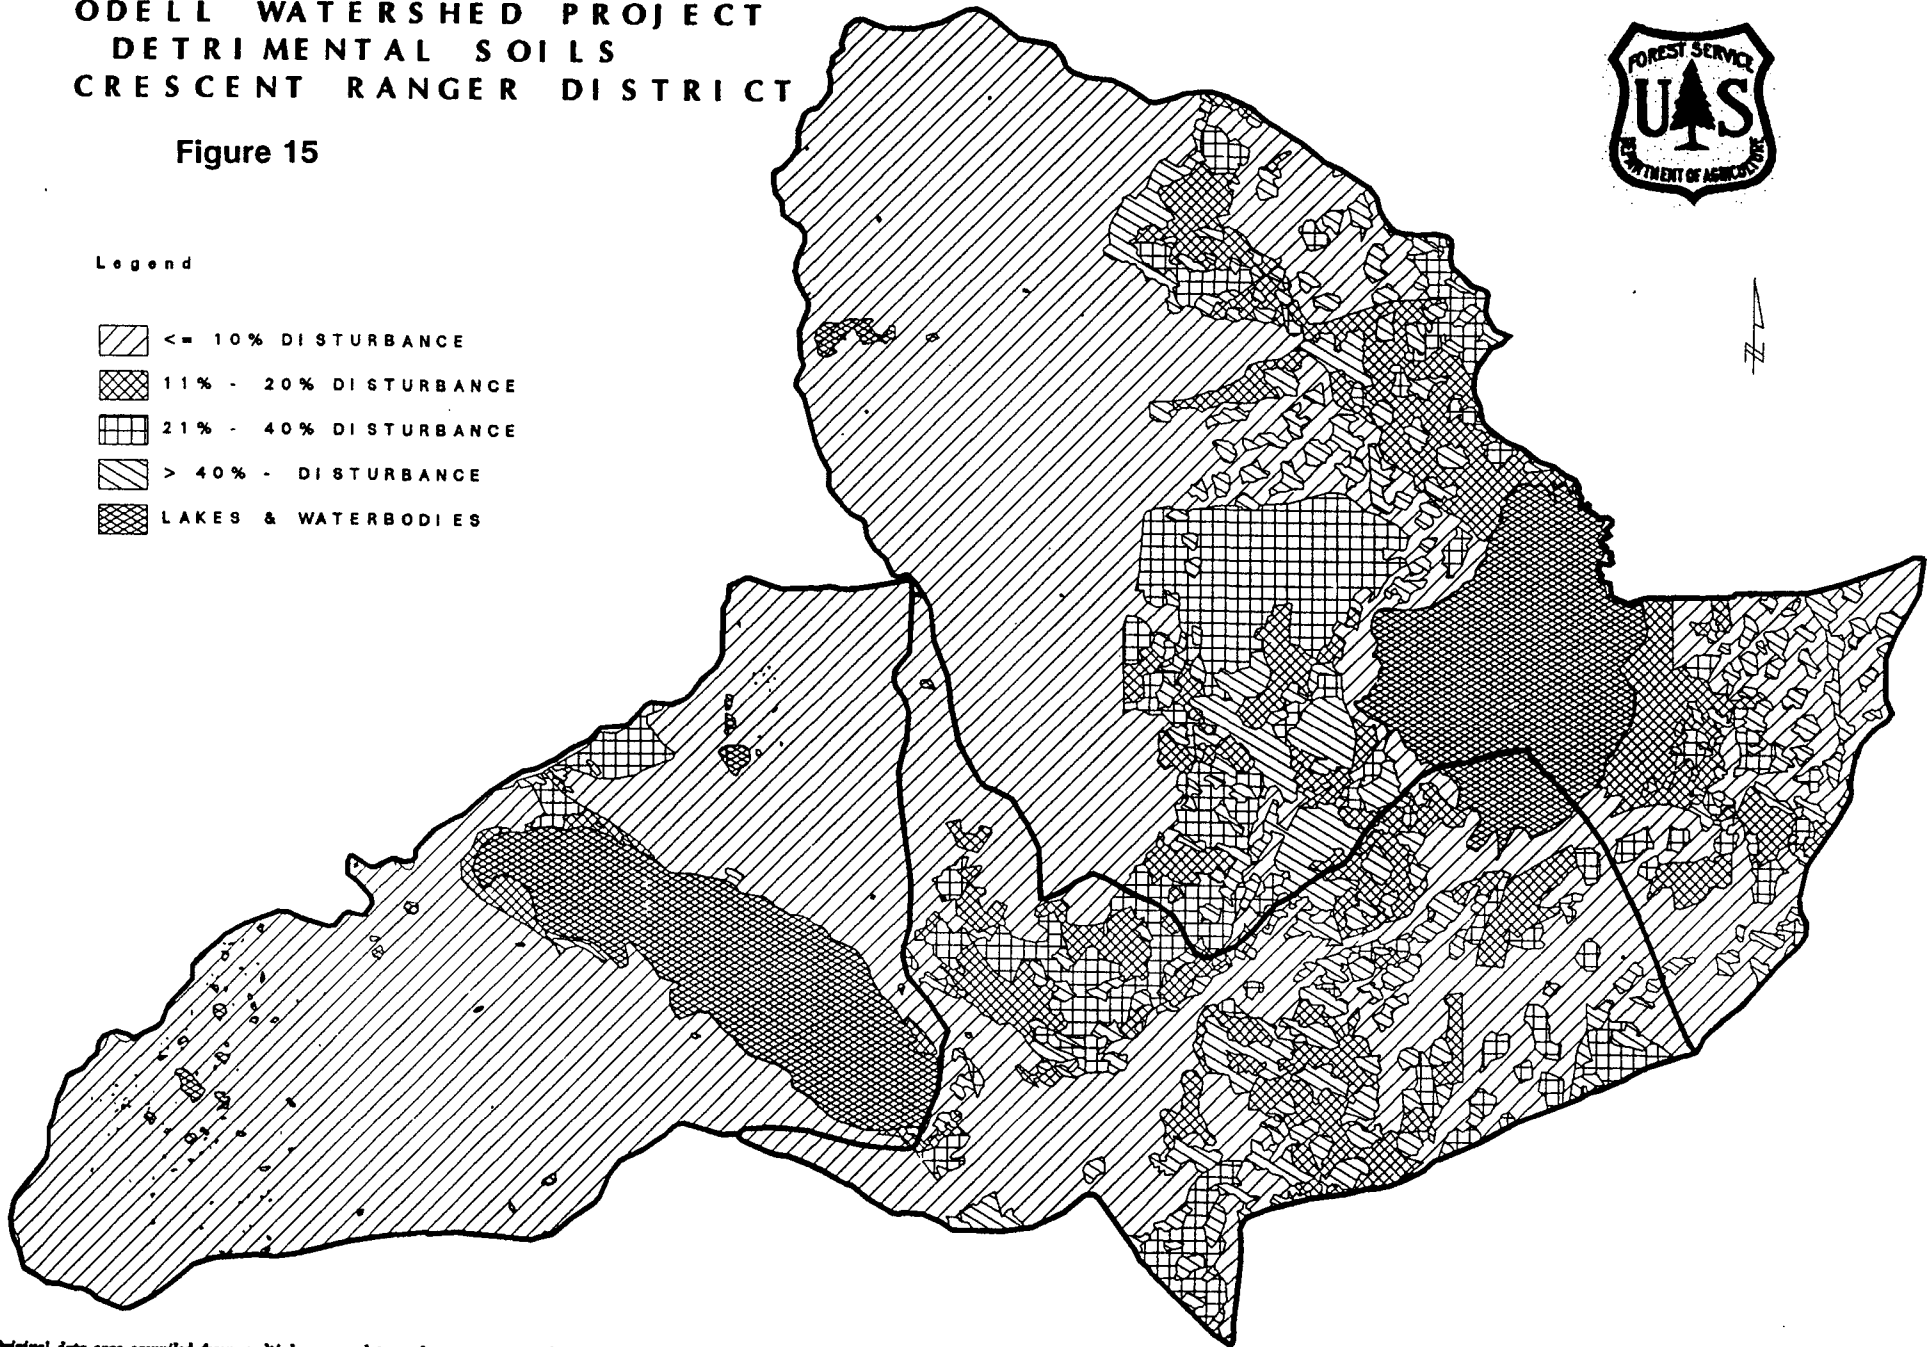 ODELL WATERSHED PROJECT
DETRIMENTAL SOILS
CRESCENT RANGER DISTRICT
Figure 15
FOREST SERVICE
U S
DEPARTMENT OF AGRICULTURE
Legend
<= 10% DISTURBANCE
11% - 20% DISTURBANCE
21% - 40% DISTURBANCE
> 40% - DISTURBANCE
LAKES & WATERBODIES
N